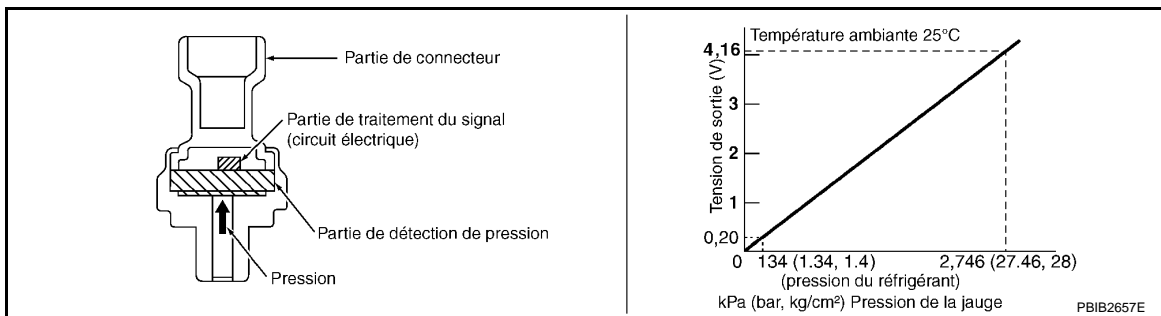 Partie de connecteur
Partie de traitement du signal
(circuit électrique)
Partie de détection de pression
Pression
Température ambiante 25°C
Tension de sortie (V)
4,16
3
2
1
0,20
0 134 (1.34, 1.4) 2,746 (27.46, 28)
(pression du réfrigérant)
kPa (bar, kg/cm²) Pression de la jauge
PBIB2657E